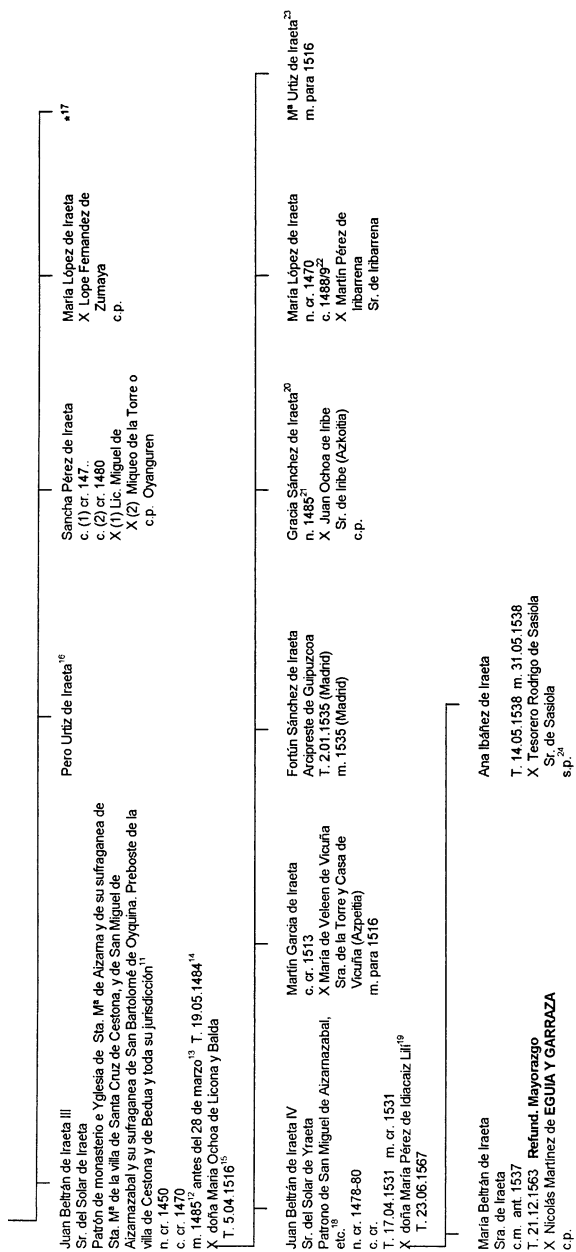 Juan Beltrán de Iraeta III
Sr. del Solar de Iraeta
Patrón de monasterio e Yglesia de Sta. Mª de Aizarna y de su sufraganea de
Sta. Mª de la villa de Santa Cruz de Cestona, y de San Miguel de
Aizarnazabal y su sufraganea de San Bartolomé de Oyquina. Preboste de la
villa de Cestona y de Bedua y toda su jurisdicción¹¹
n. cr. 1450
c. cr. 1470
m. 1485¹² antes del 28 de marzo¹³ T. 19.05.1484¹⁴
X doña María Ochoa de Licona y Balda
T. 5.04.1516¹⁵
Pero Urtiz de Iraeta¹⁶
Sancha Pérez de Iraeta
c. (1) cr. 147..
c. (2) cr. 1480
X (1) Lic. Miguel de
X (2) Miqueo de la Torre o
c.p. Oyanguren
María López de Iraeta
X Lope Fernandez de
Zumaya
c.p.
*¹⁷
Juan Beltrán de Iraeta IV
Sr. del Solar de Yraeta
Patrono de San Miguel de Aizarnazabal,
etc.¹⁸
n. cr. 1478-80
c. cr.
T. 17.04.1531 m. cr. 1531
X doña María Pérez de Idiacaiz Lili¹⁹
T. 23.06.1567
Martín Garcia de Iraeta
c. cr. 1513
X María de Veleen de Vicuña
Sra. de la Torre y Casa de
Vicuña (Azpeitia)
m. para 1516
Fortún Sánchez de Iraeta
Arcipreste de Guipuzcoa
T. 2.01.1535 (Madrid)
m. 1535 (Madrid)
Gracia Sánchez de Iraeta²⁰
n. 1485²¹
X Juan Ochoa de Iribe
Sr. de Iribe (Azkoitia)
c.p.
María López de Iraeta
n. cr. 1470
c. 1488/9²²
X Martín Pérez de
Iribarrena
Sr. de Iribarrena
Mª Urtiz de Iraeta²³
m. para 1516
María Beltrán de Iraeta
Sra. de Iraeta
c.m. ant. 1537
T. 21.12.1563 Refund. Mayorazgo
X Nicolás Martinez de EGUIA Y GARRAZA
c.p.
Ana Ibáñez de Iraeta
T. 14.05.1538 m. 31.05.1538
X Tesorero Rodrigo de Sasiola
Sr. de Sasiola
s.p.²⁴